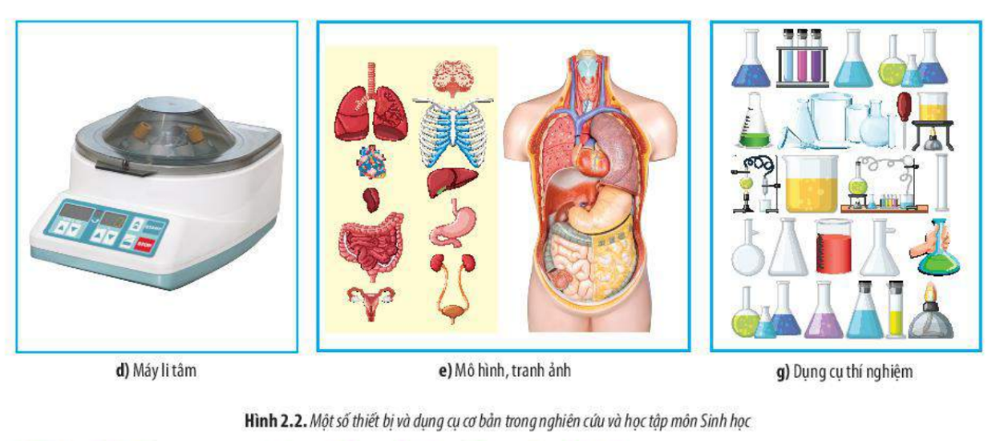 START
STOP
d) Máy li tâm
e) Mô hình, tranh ảnh
g) Dụng cụ thí nghiệm
Hình 2.2. Một số thiết bị và dụng cụ cơ bản trong nghiên cứu và học tập môn Sinh học